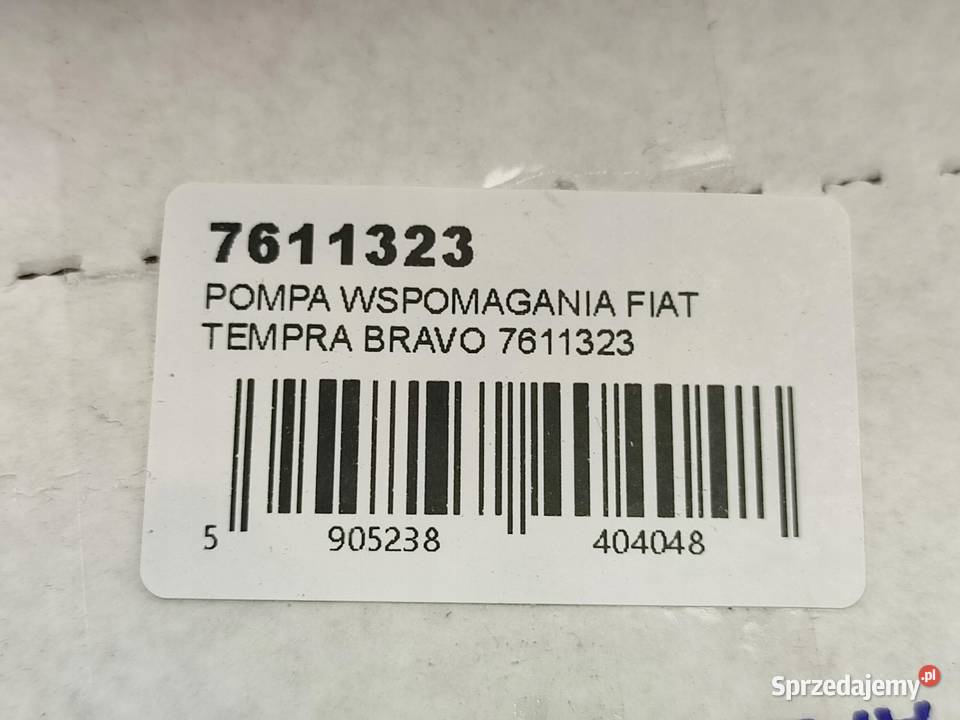 7611323
POMPA WSPOMAGANIA FIAT
TEMPRA BRAVO 7611323
5 905238 404048
Sprzedajemy.pl